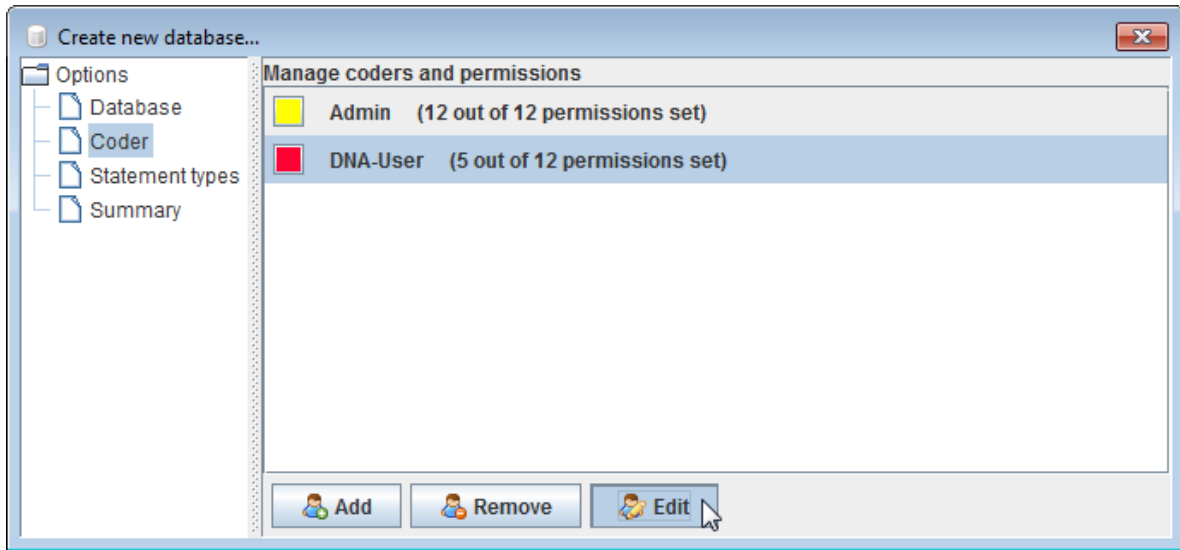 Create new database...
Options
Database
Coder
Statement types
Summary
Manage coders and permissions
Admin (12 out of 12 permissions set)
DNA-User (5 out of 12 permissions set)
Add Remove Edit